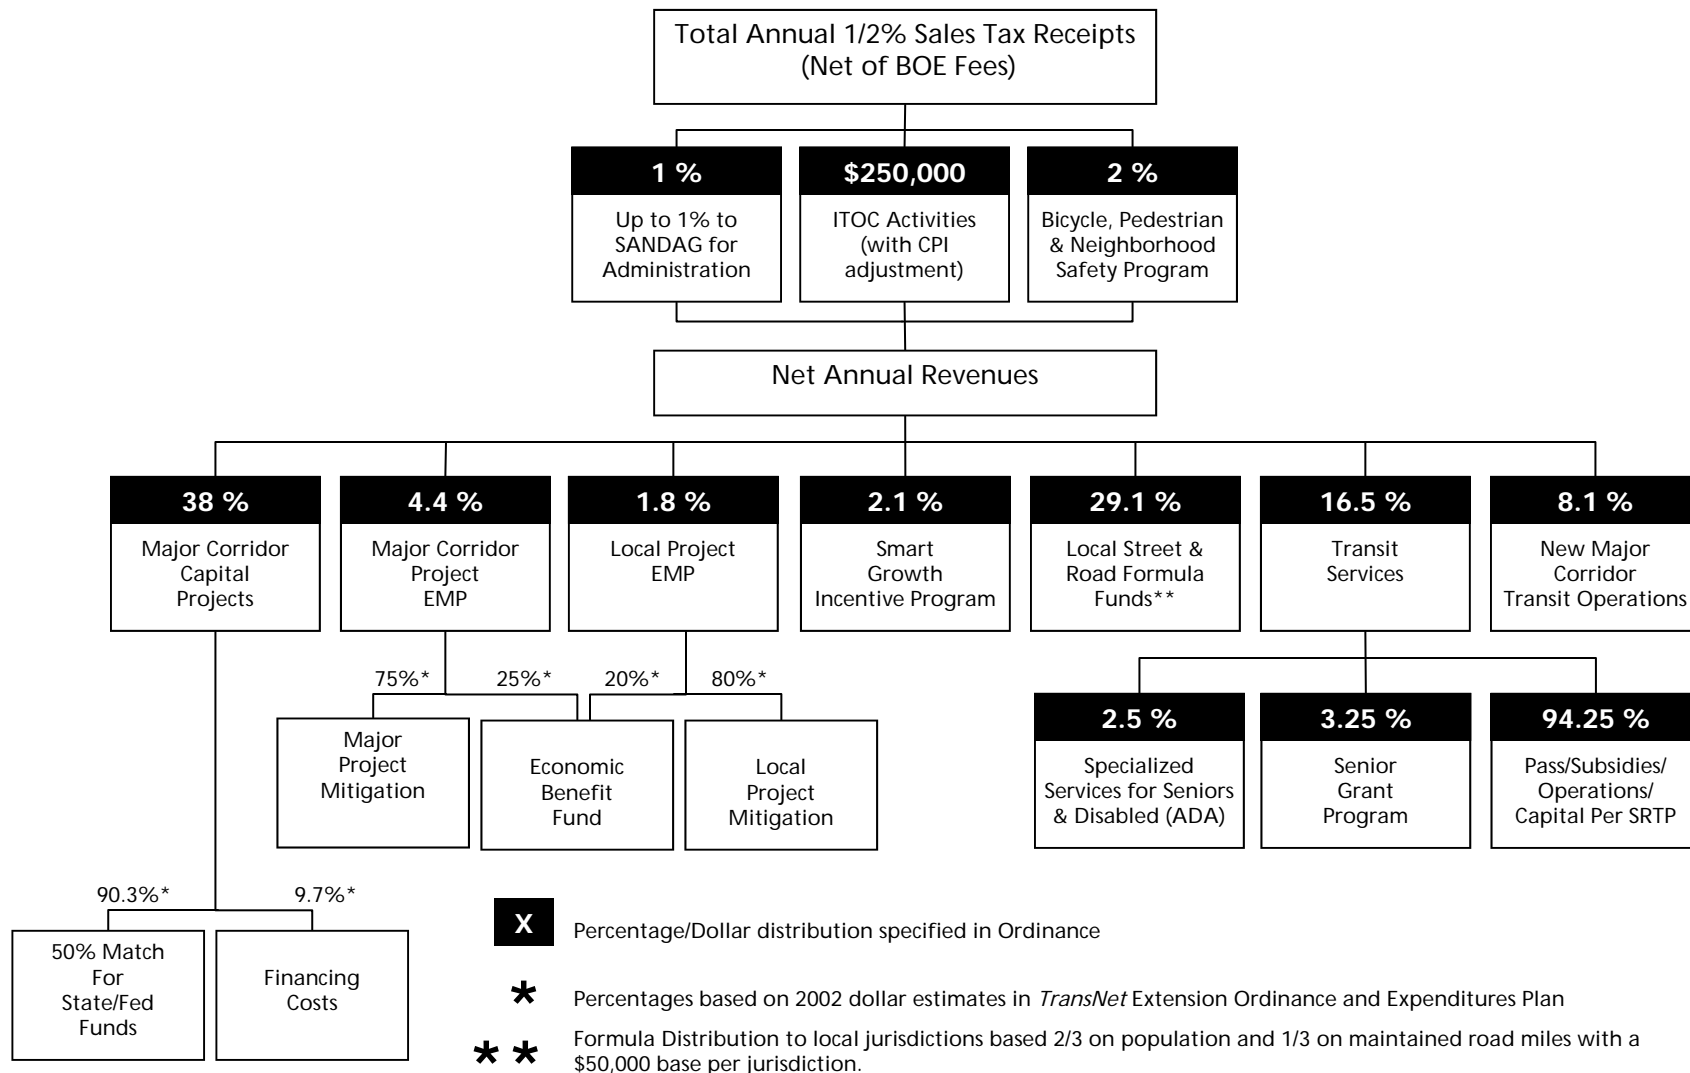 Total Annual 1/2% Sales Tax Receipts
(Net of BOE Fees)
1 %
Up to 1% to
SANDAG for
Administration
$250,000
ITOC Activities
(with CPI
adjustment)
2 %
Bicycle, Pedestrian
& Neighborhood
Safety Program
Net Annual Revenues
38 %
Major Corridor
Capital
Projects
4.4 %
Major Corridor
Project
EMP
1.8 %
Local Project
EMP
2.1 %
Smart
Growth
Incentive Program
29.1 %
Local Street &
Road Formula
Funds**
16.5 %
Transit
Services
8.1 %
New Major
Corridor
Transit Operations
75%*
25%*
20%*
80%*
Major
Project
Mitigation
Economic
Benefit
Fund
Local
Project
Mitigation
2.5 %
Specialized
Services for Seniors
& Disabled (ADA)
3.25 %
Senior
Grant
Program
94.25 %
Pass/Subsidies/
Operations/
Capital Per SRTP
90.3%*
9.7%*
50% Match
For
State/Fed
Funds
Financing
Costs
X Percentage/Dollar distribution specified in Ordinance
* Percentages based on 2002 dollar estimates in TransNet Extension Ordinance and Expenditures Plan
** Formula Distribution to local jurisdictions based 2/3 on population and 1/3 on maintained road miles with a
$50,000 base per jurisdiction.